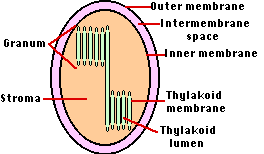 Outer membrane
Intermembrane
space
Granum
Inner membrane
Stroma
Thylakoid
membrane
Thylakoid
lumen